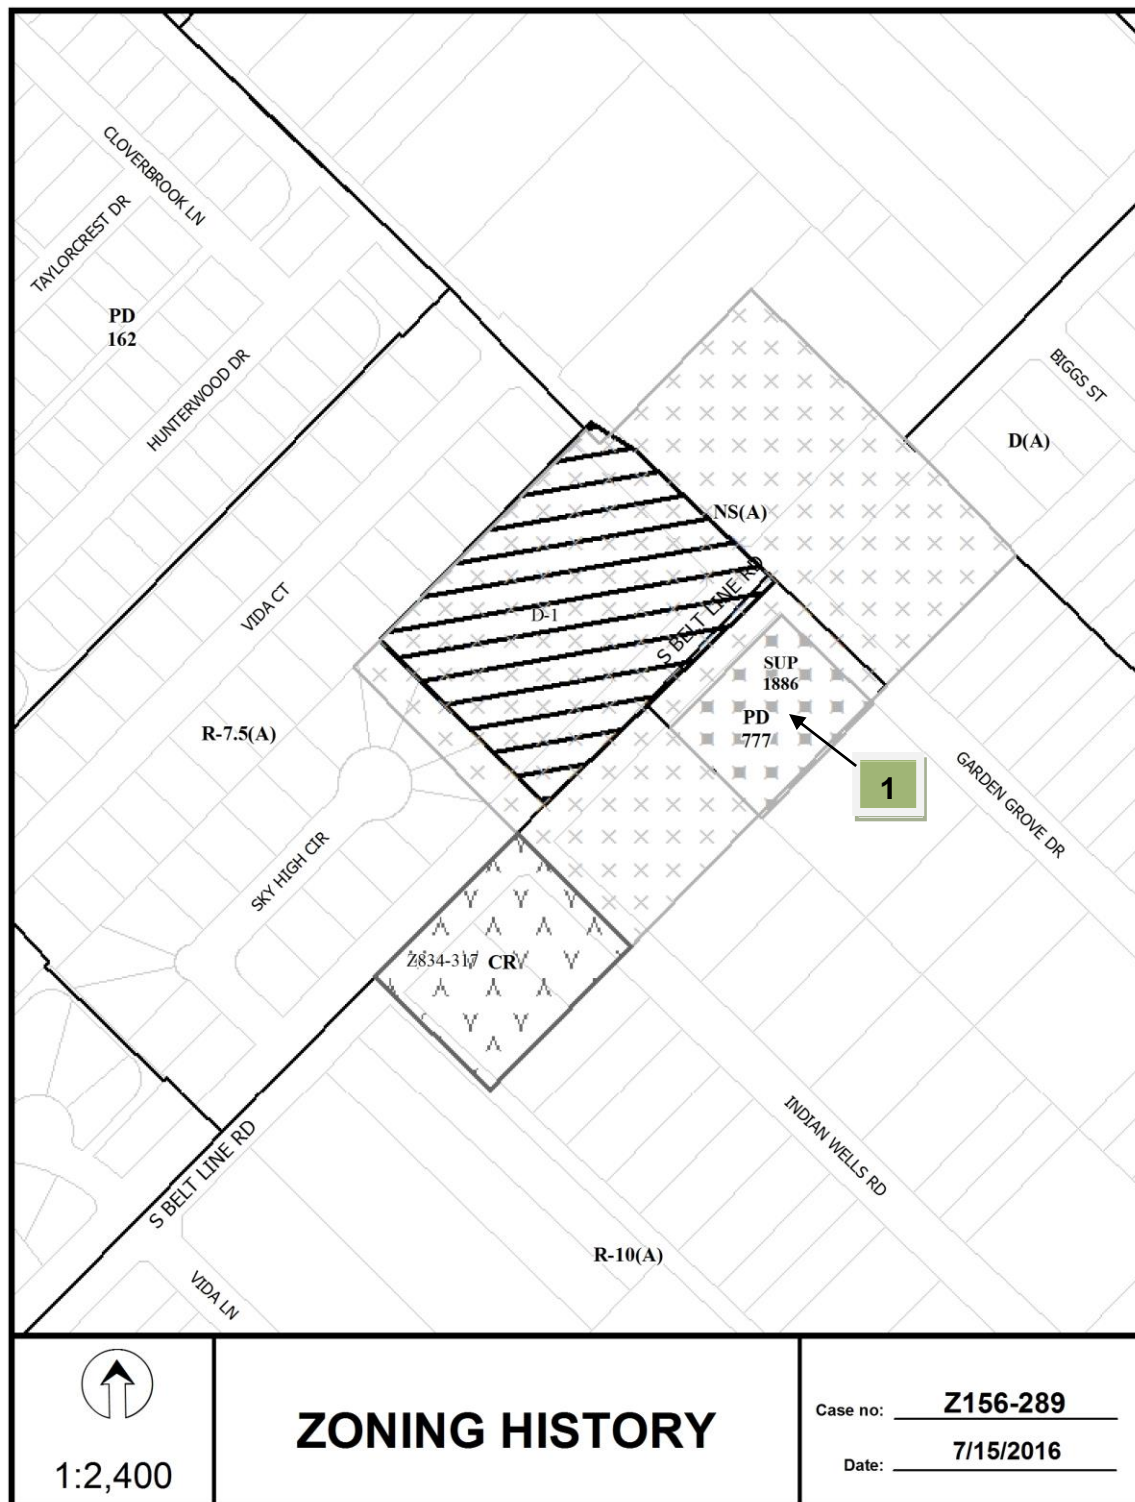 CLOVERBROOK LN
TAYLORCREST DR
PD
162
HUNTERWOOD DR
BIGGS ST
D(A)
NS(A)
VIDA CT
D-1
S BELT LINE RD
SUP
1886
PD
777
R-7.5(A)
1
GARDEN GROVE DR
SKY HIGH CIR
Z834-317 CR
INDIAN WELLS RD
S BELT LINE RD
R-10(A)
VIDA LN
1:2,400
ZONING HISTORY
Case no: Z156-289
Date: 7/15/2016